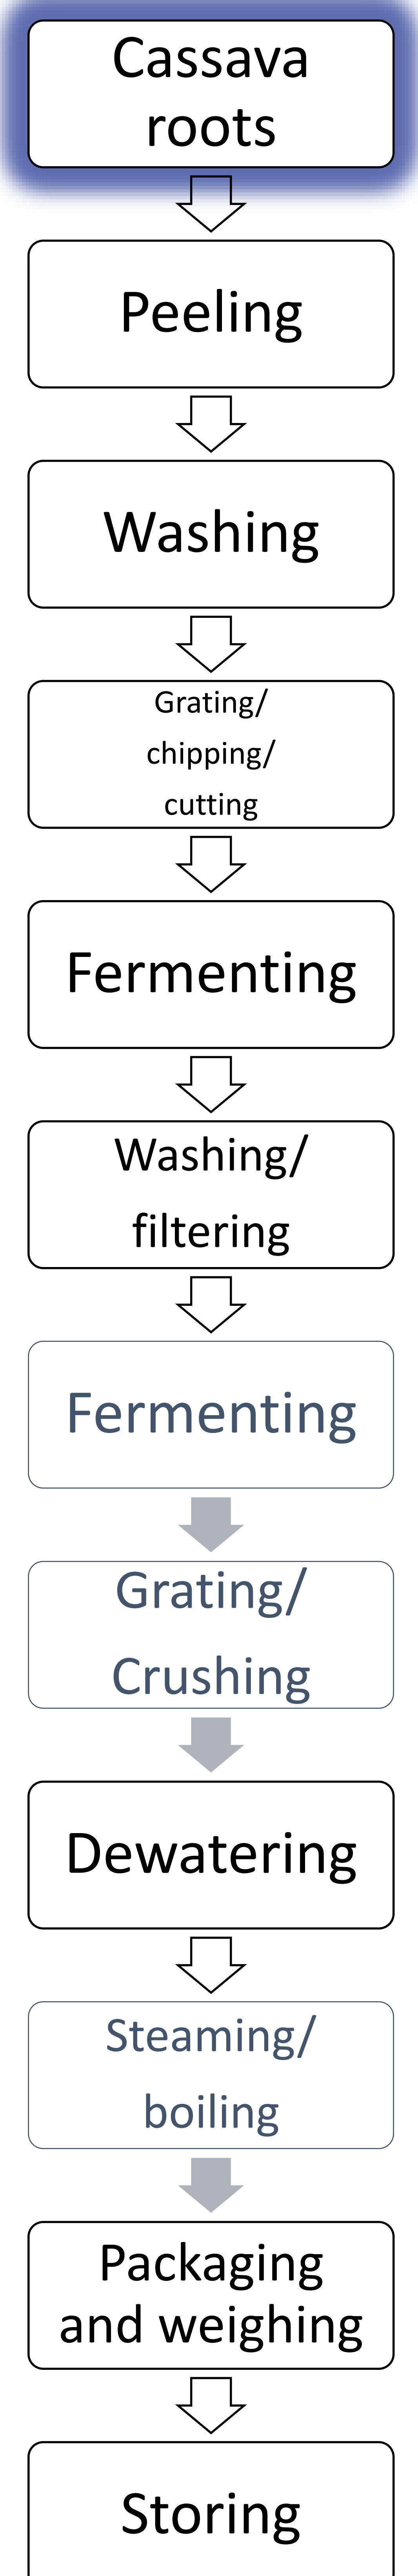 Cassava
roots
Peeling
Washing
Grating/
chipping/
cutting
Fermenting
Washing/
filtering
Fermenting
Grating/
Crushing
Dewatering
Steaming/
boiling
Packaging
and weighing
Storing